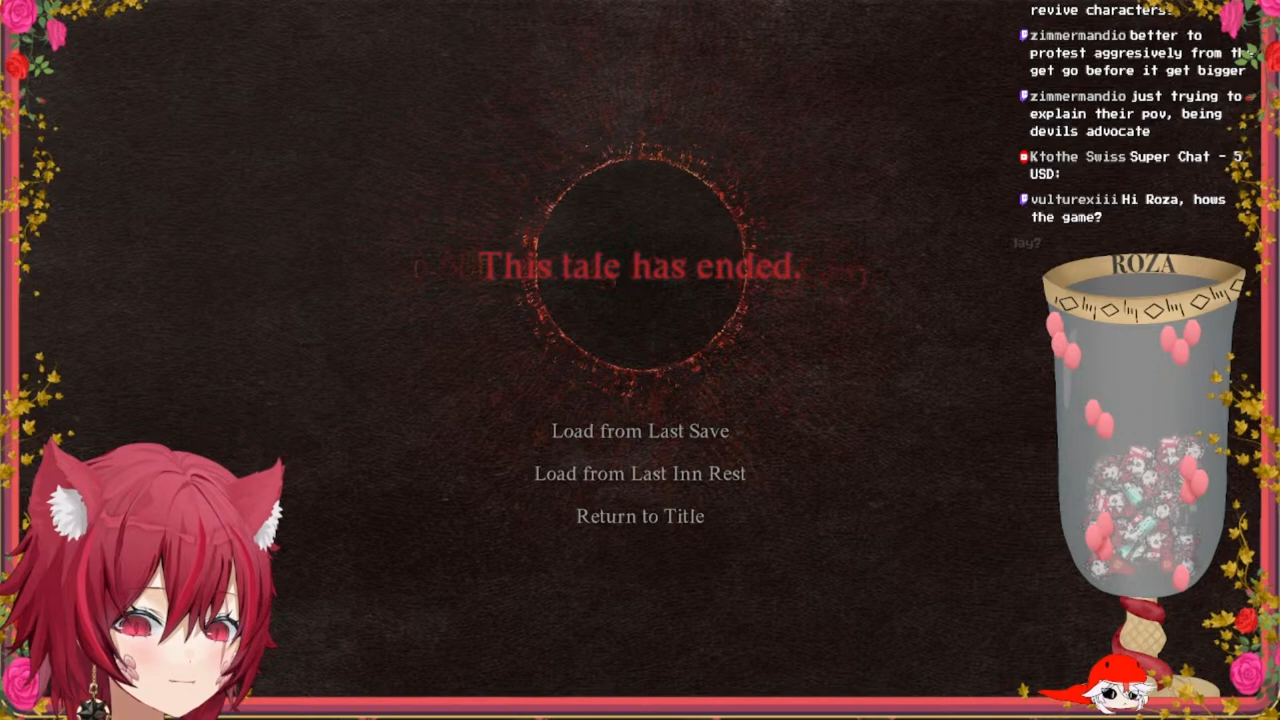 revive characters.
zimmermandio better to
protest aggresively from the
get go before it get bigger
zimmermandio just trying to
explain their pov, being
devils advocate
Ktothe Swiss Super Chat - 5
USD:
vulturexiii Hi Roza, hows
the game?
lay?
ROZA
This tale has ended.
Load from Last Save
Load from Last Inn Rest
Return to Title